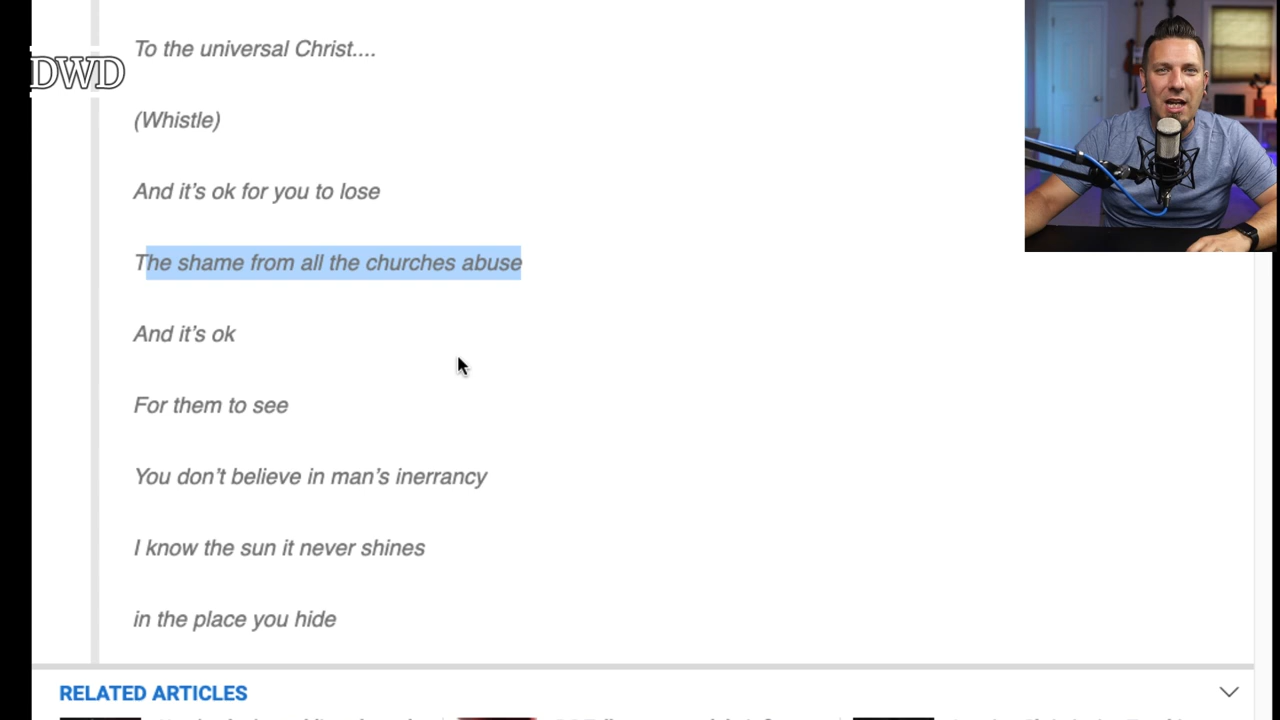 To the universal Christ....
DWD
(Whistle)
And it's ok for you to lose
The shame from all the churches abuse
And it's ok
For them to see
You don't believe in man's inerrancy
I know the sun it never shines
in the place you hide
RELATED ARTICLES